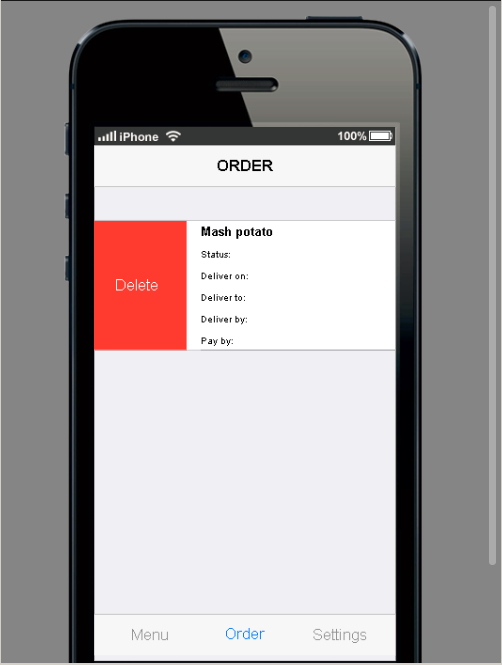 iPhone 100%
ORDER
Mash potato
Status:
Deliver on:
Delete
Deliver to:
Deliver by:
Pay by:
Menu Order Settings